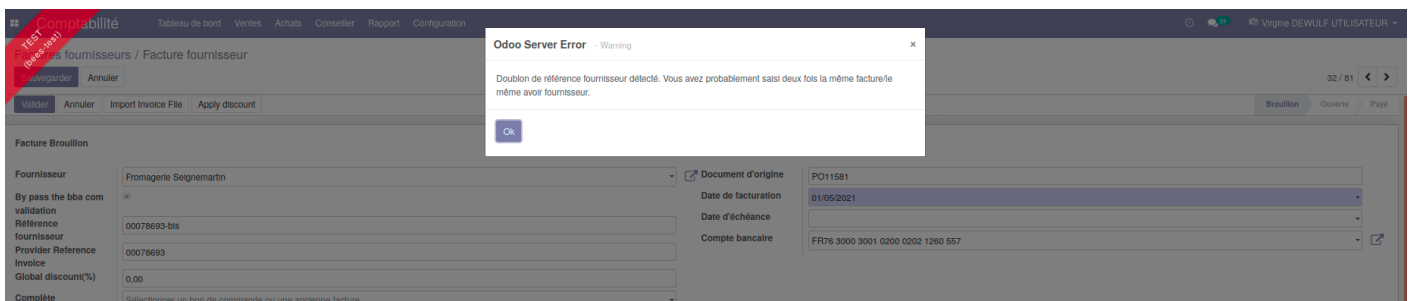 Comptabilité Tableau de bord Ventes Achats Conseiller Rapport Configuration 24 Virgine DEWULF UTILISATEUR
TEST
(bees-test)
Factures fournisseurs / Facture fournisseur
Sauvegarder Annuler 32 / 81
Valider Annuler Import Invoice File Apply discount Brouillon Ouverte Payé
Odoo Server Error - Warning ×
Doublon de référence fournisseur détecté. Vous avez probablement saisi deux fois la même facture/le
même avoir fournisseur.
Ok
Facture Brouillon
Fournisseur Fromagerie Seignemartin
By pass the bba com
validation
Référence
fournisseur 00078693-bis
Provider Reference
Invoice 00078693
Global discount(%) 0,00
Complète Sélectionner un bon de commande ou une ancienne facture
Document d'origine PO11581
Date de facturation 01/05/2021
Date d'échéance
Compte bancaire FR76 3000 3001 0200 0202 1260 557